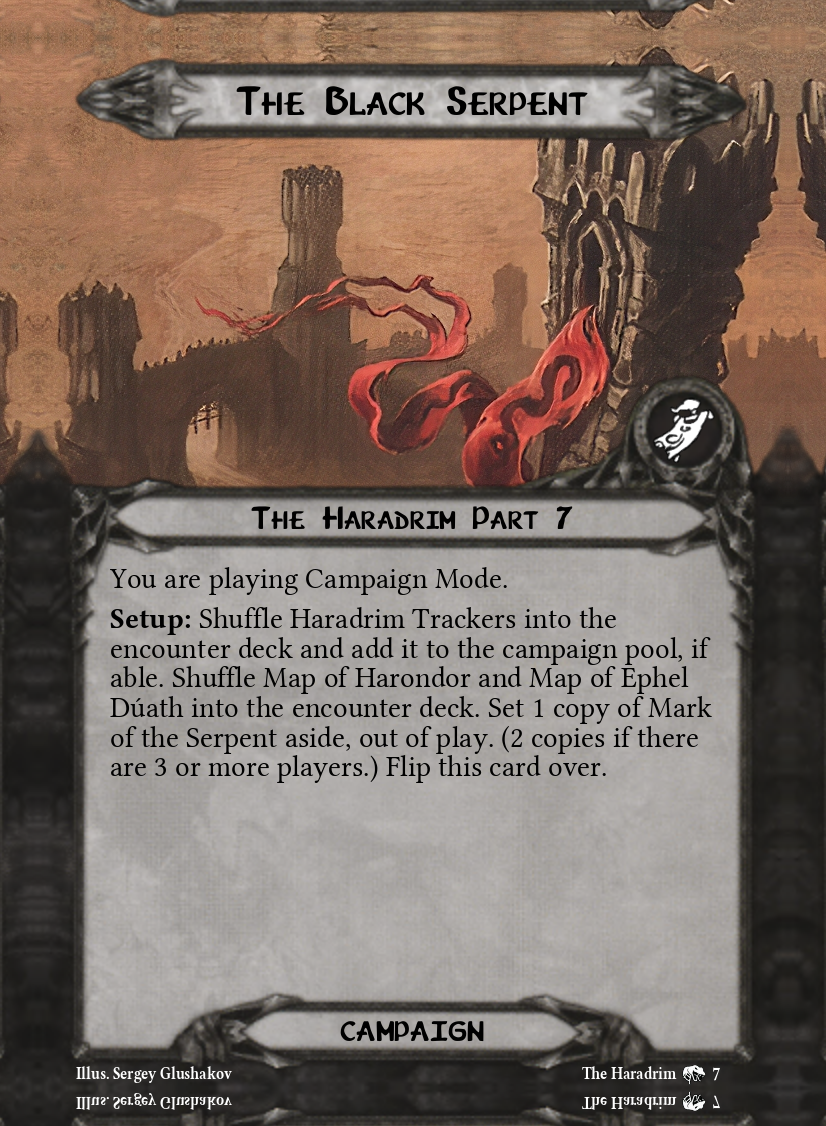 The Black Serpent
The Haradrim Part 7
You are playing Campaign Mode.
Setup: Shuffle Haradrim Trackers into the
encounter deck and add it to the campaign pool, if
able. Shuffle Map of Harondor and Map of Ephel
Dúath into the encounter deck. Set 1 copy of Mark
of the Serpent aside, out of play. (2 copies if there
are 3 or more players.) Flip this card over.
CAMPAIGN
Illus. Sergey Glushakov
The Haradrim 7
Illus. Sergey Glushakov
The Haradrim 7